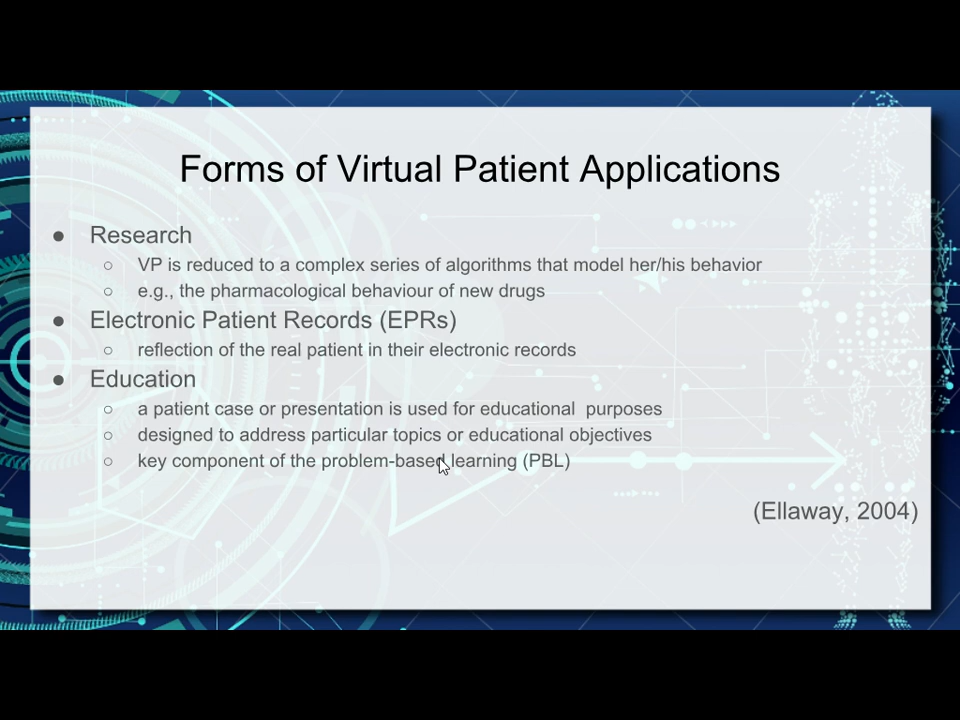 Forms of Virtual Patient Applications
● Research
○ VP is reduced to a complex series of algorithms that model her/his behavior
○ e.g., the pharmacological behaviour of new drugs
● Electronic Patient Records (EPRs)
○ reflection of the real patient in their electronic records
● Education
○ a patient case or presentation is used for educational  purposes
○ designed to address particular topics or educational objectives
○ key component of the problem-based learning (PBL)
(Ellaway, 2004)